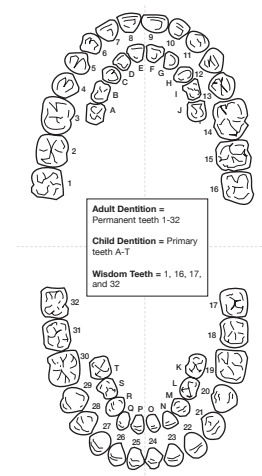 8 9
7 10
6 11
5 12
4 13
3 14
2 15
1 16
E F
D G
C H
B I
A J
Adult Dentition =
Permanent teeth 1-32
Child Dentition = Primary
teeth A-T
Wisdom Teeth = 1, 16, 17,
and 32
32 17
31 18
30 19
29 20
28 21
27 22
26 25 24 23
T K
S L
R M
Q P O N